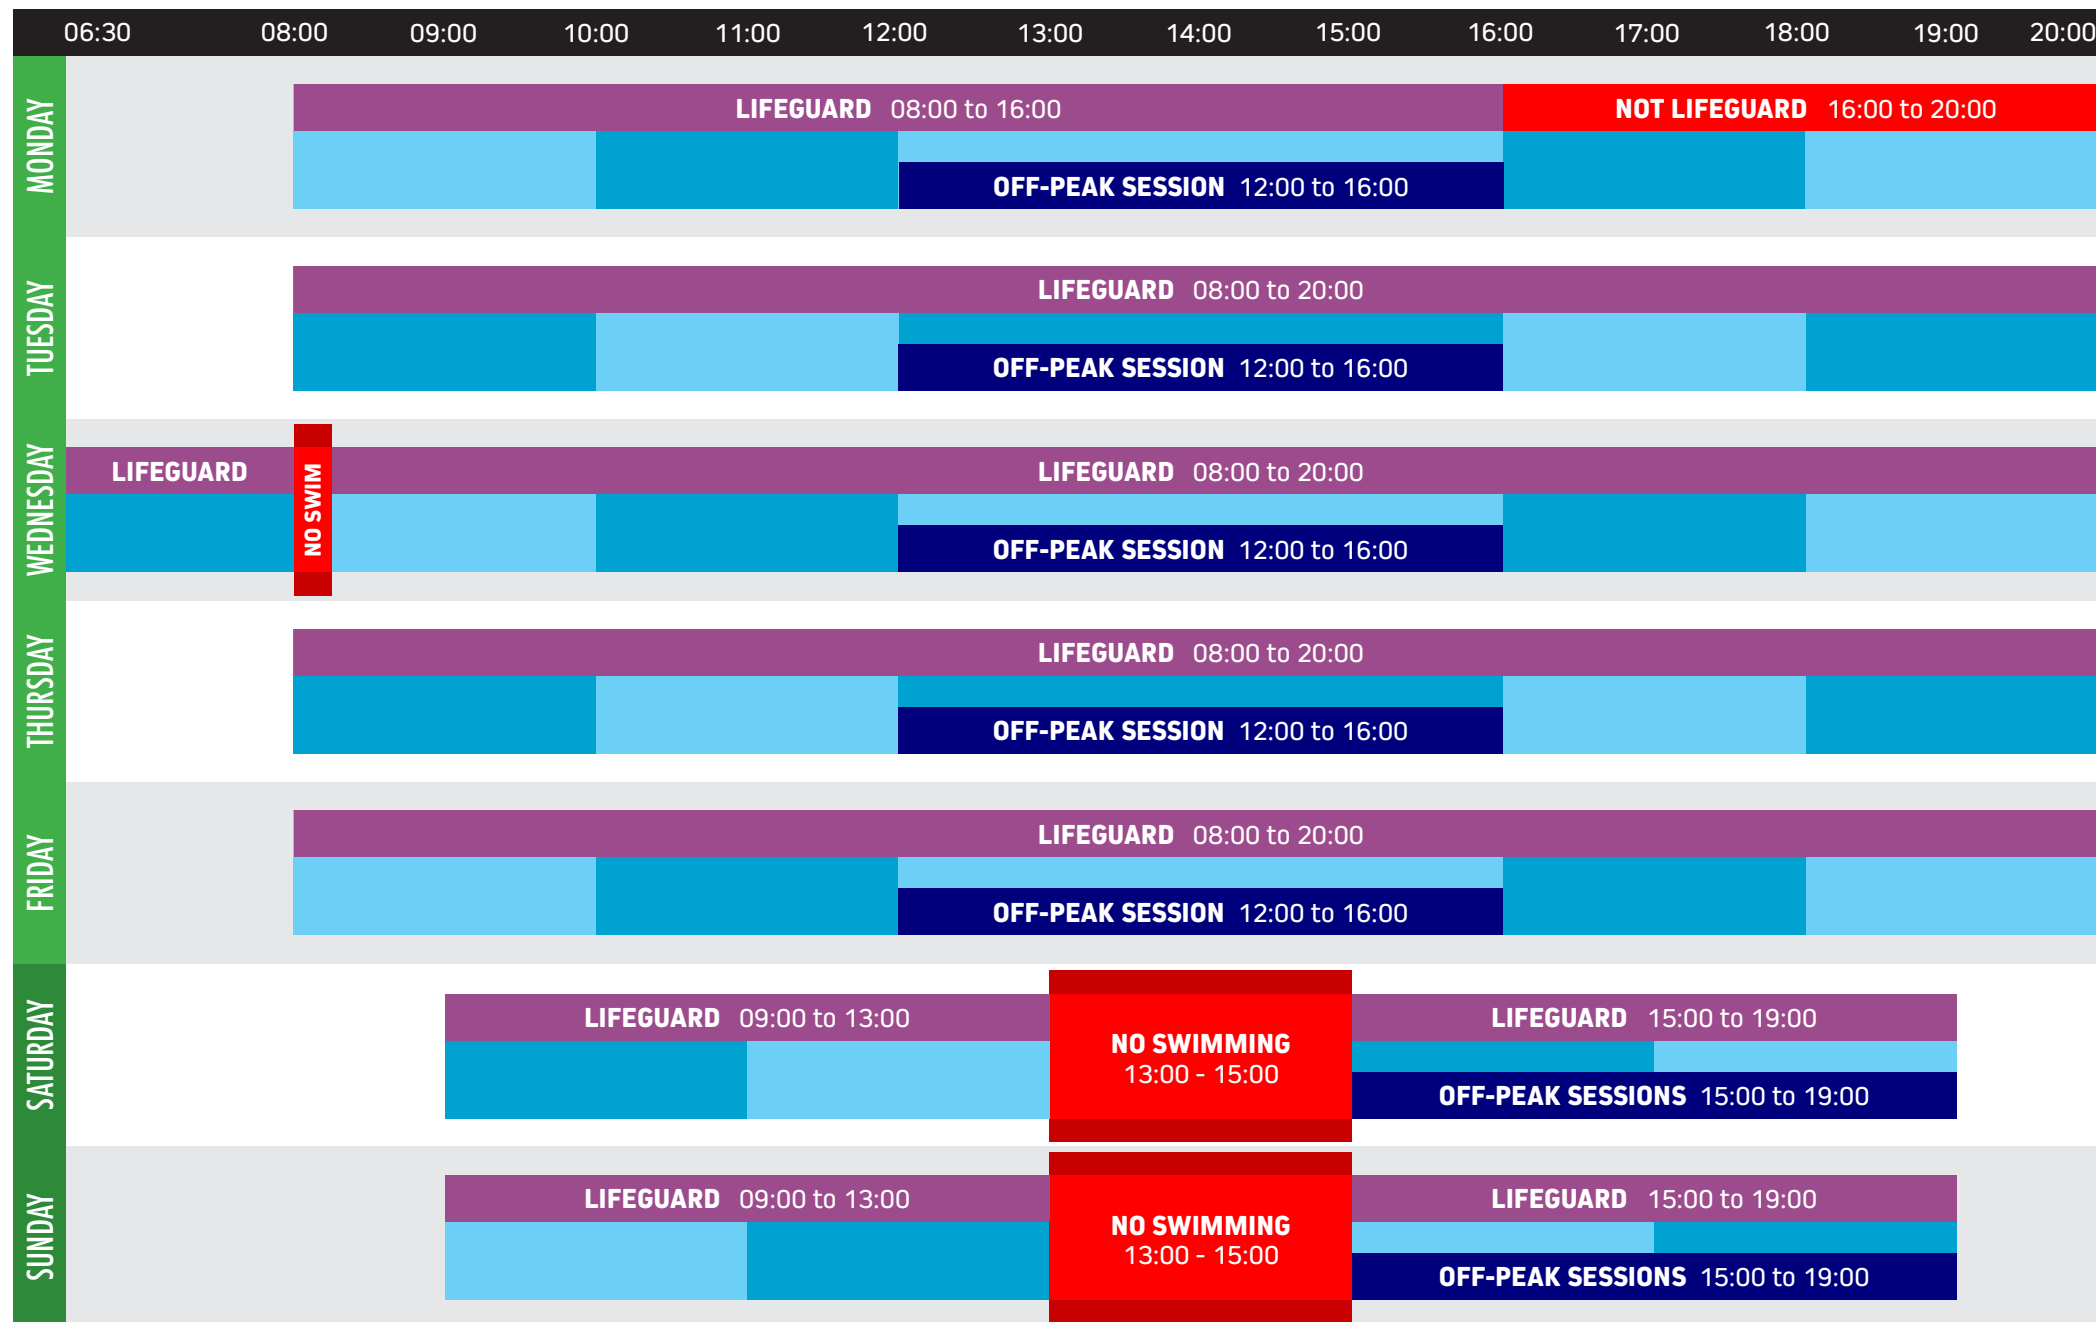 06:30 08:00 09:00 10:00 11:00 12:00 13:00 14:00 15:00 16:00 17:00 18:00 19:00 20:00
MONDAY
LIFEGUARD 08:00 to 16:00
NOT LIFEGUARD 16:00 to 20:00
OFF-PEAK SESSION 12:00 to 16:00
TUESDAY
LIFEGUARD 08:00 to 20:00
OFF-PEAK SESSION 12:00 to 16:00
WEDNESDAY
LIFEGUARD
NO SWIM
LIFEGUARD 08:00 to 20:00
OFF-PEAK SESSION 12:00 to 16:00
THURSDAY
LIFEGUARD 08:00 to 20:00
OFF-PEAK SESSION 12:00 to 16:00
FRIDAY
LIFEGUARD 08:00 to 20:00
OFF-PEAK SESSION 12:00 to 16:00
SATURDAY
LIFEGUARD 09:00 to 13:00
NO SWIMMING
13:00 - 15:00
LIFEGUARD 15:00 to 19:00
OFF-PEAK SESSIONS 15:00 to 19:00
SUNDAY
LIFEGUARD 09:00 to 13:00
NO SWIMMING
13:00 - 15:00
LIFEGUARD 15:00 to 19:00
OFF-PEAK SESSIONS 15:00 to 19:00